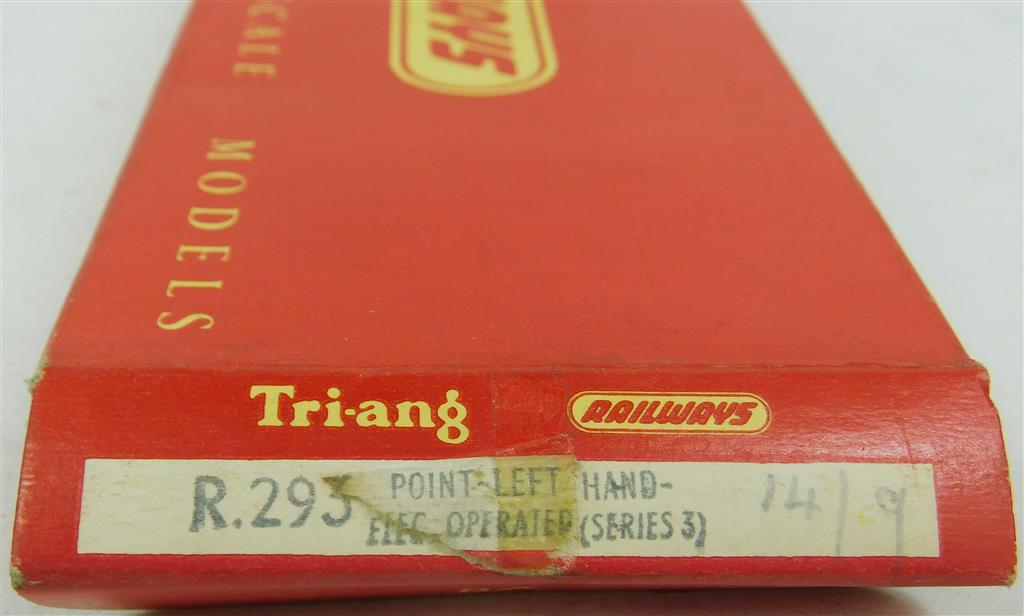 MODELS
Tri-ang RAILWAYS
R.293 POINT-LEFT HAND-
ELEC-OPERATED (SERIES 3)
14/9